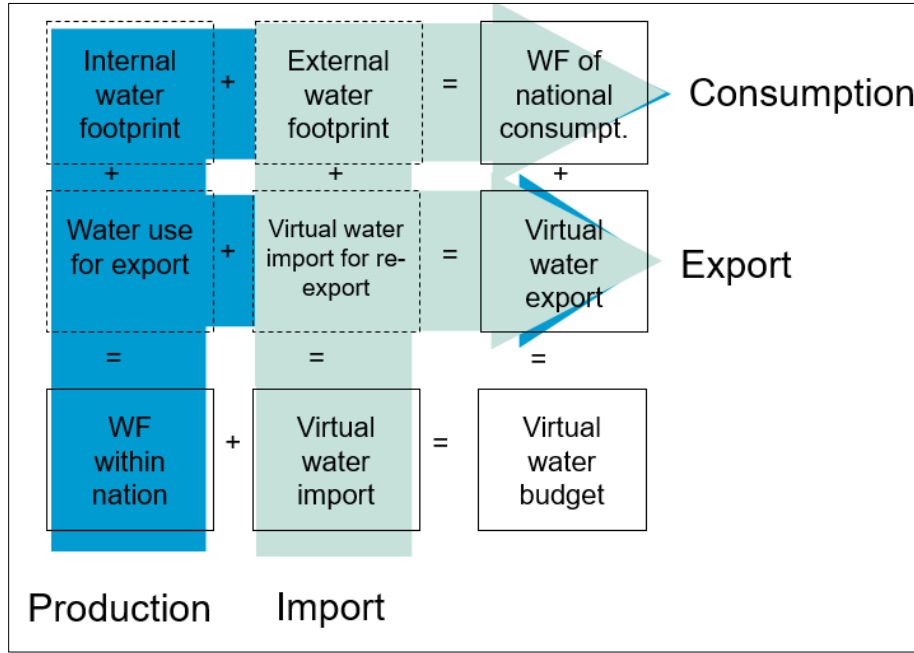 Internal
water
footprint
+
External
water
footprint
=
WF of
national
consumpt.
Consumption
+
+
+
Water use
for export
+
Virtual water
import for re-
export
=
Virtual
water
export
Export
=
=
=
WF
within
nation
+
Virtual
water
import
=
Virtual
water
budget
Production
Import